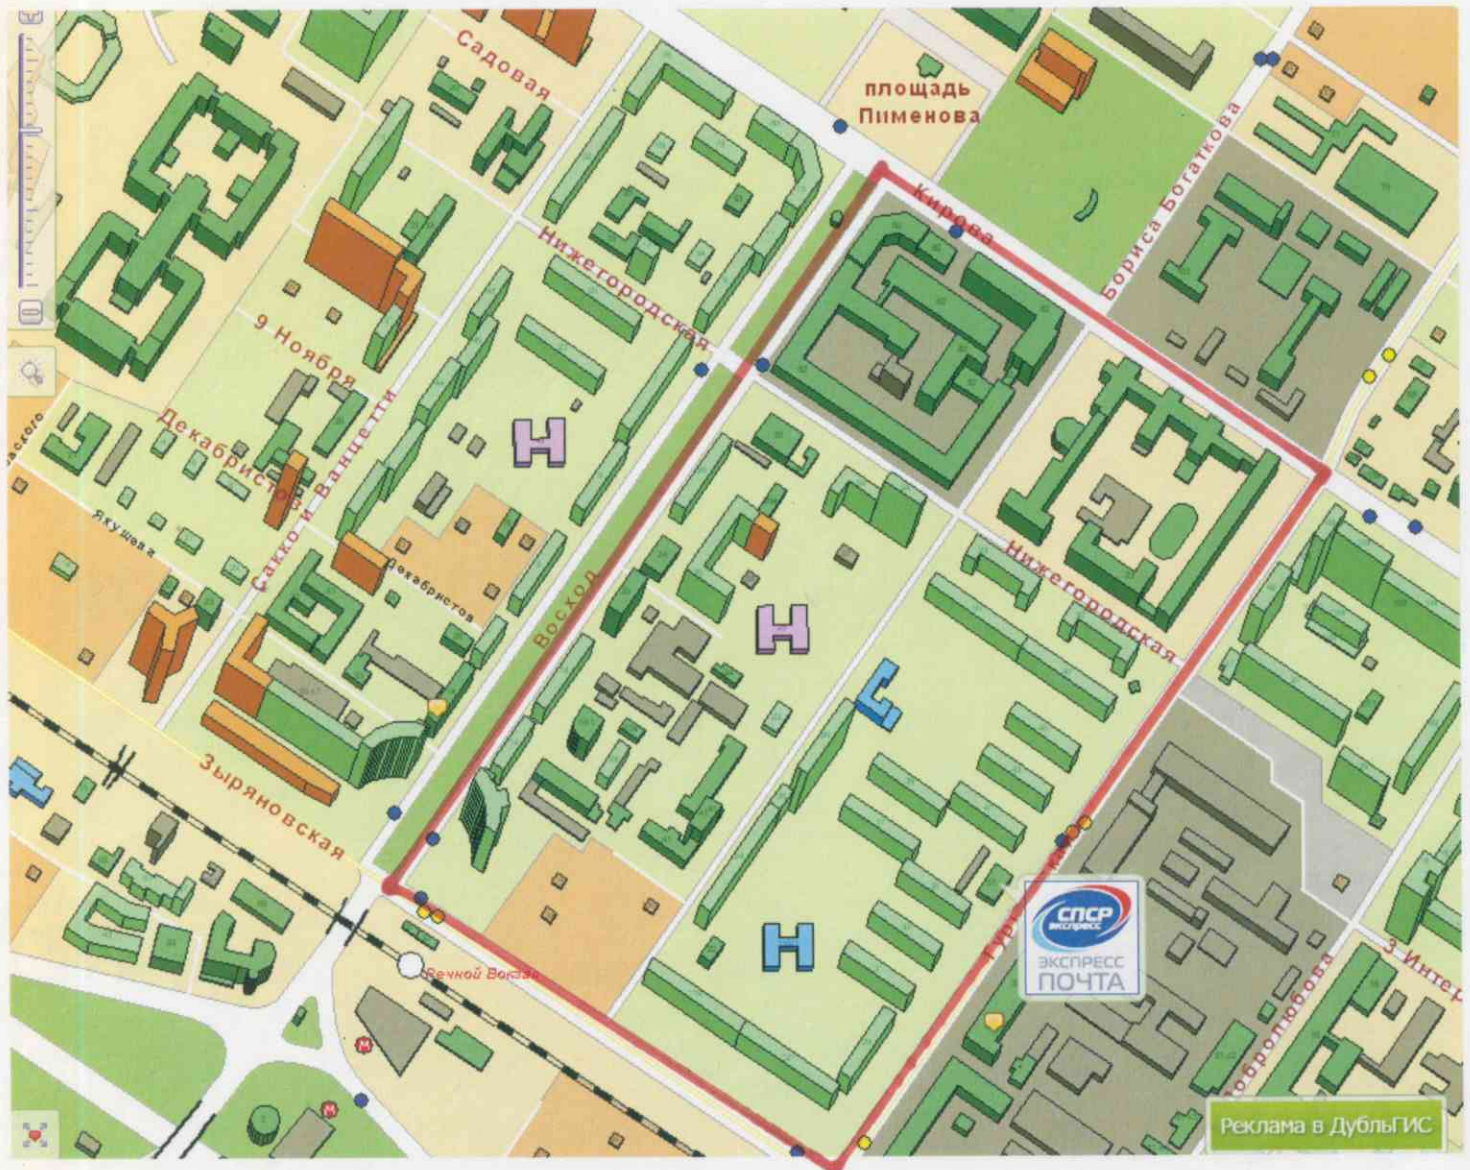 Садовая
площадь
Пименова
Бориса Богаткова
Кирова
Нижегородская
9 Ноября
Декабристов
Сакко и Ванцетти
Якушева
Декабристов
Восход
Нижегородская
Зыряновская
Речной Вокзал
СПСР
экспресс
ЭКСПРЕСС
ПОЧТА
3 Интер
М
М
Реклама в ДубльГИС